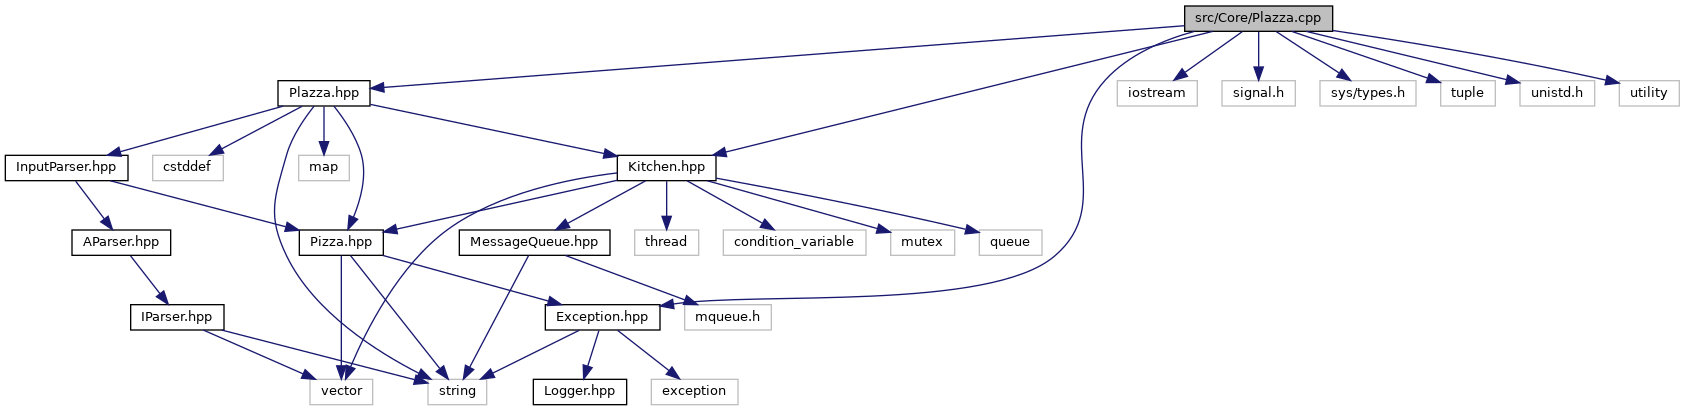 src/Core/Plazza.cpp
Plazza.hpp
iostream
signal.h
sys/types.h
tuple
unistd.h
utility
InputParser.hpp
cstddef
map
Kitchen.hpp
AParser.hpp
Pizza.hpp
MessageQueue.hpp
thread
condition_variable
mutex
queue
IParser.hpp
Exception.hpp
mqueue.h
vector
string
Logger.hpp
exception